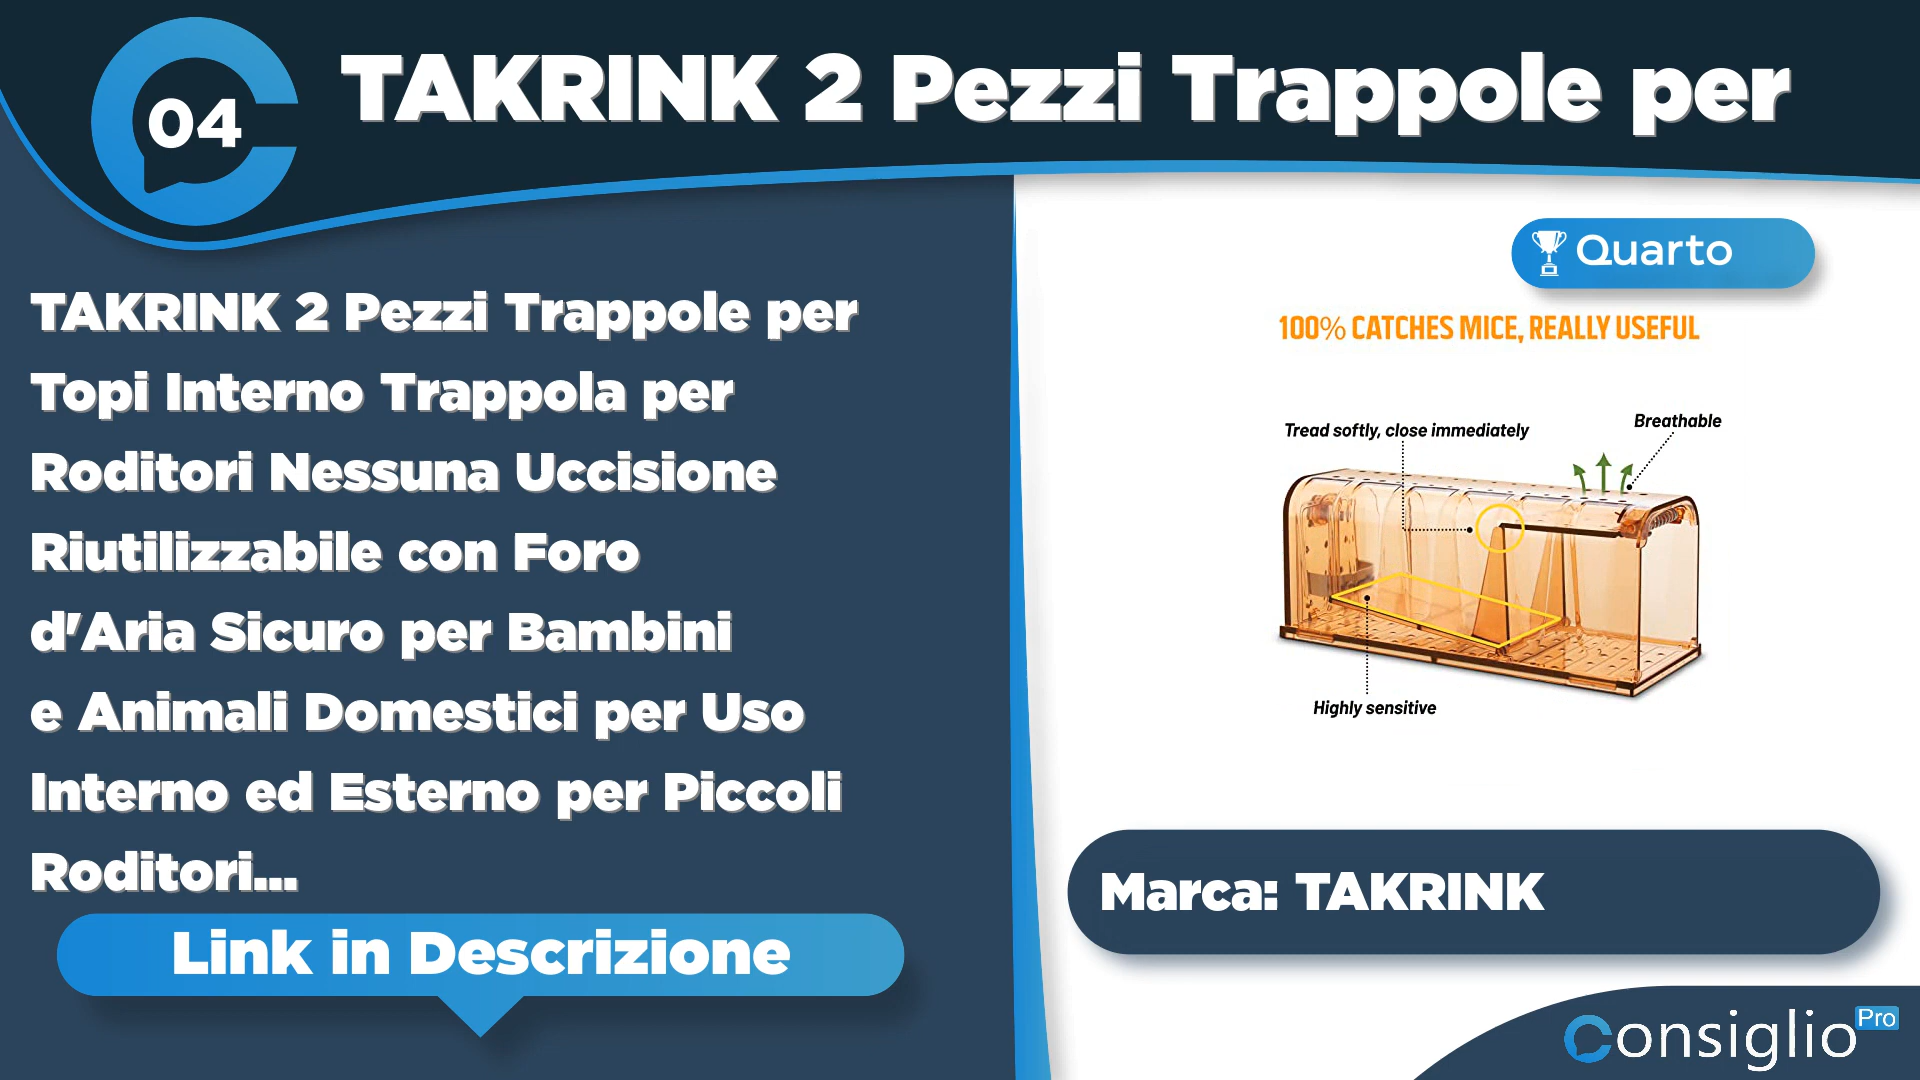 04
TAKRINK 2 Pezzi Trappole per
TAKRINK 2 Pezzi Trappole per
Topi Interno Trappola per
Roditori Nessuna Uccisione
Riutilizzabile con Foro
d'Aria Sicuro per Bambini
e Animali Domestici per Uso
Interno ed Esterno per Piccoli
Roditori...
Link in Descrizione
Quarto
100% CATCHES MICE, REALLY USEFUL
Tread softly, close immediately
Breathable
Highly sensitive
Marca: TAKRINK
Consiglio Pro